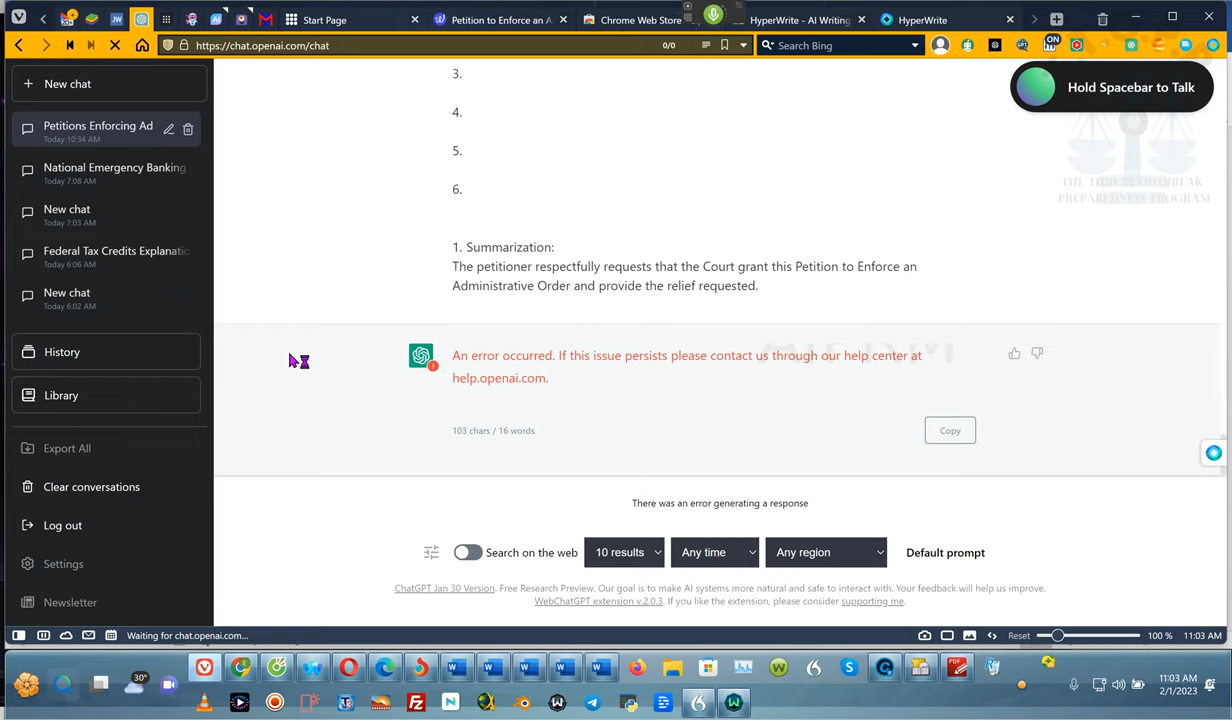 Start Page
Petition to Enforce an A
Chrome Web Store
HyperWrite - AI Writing
HyperWrite
https://chat.openai.com/chat
0/0
Search Bing
ON
Hold Spacebar to Talk
New chat
Petitions Enforcing Ad
Today 10:34 AM
National Emergency Banking
Today 7:08 AM
New chat
Today 7:03 AM
Federal Tax Credits Explanatio
Today 6:06 AM
New chat
Today 6:02 AM
History
Library
Export All
Clear conversations
Log out
Settings
Newsletter
3.
4.
5.
6.
1. Summarization:
The petitioner respectfully requests that the Court grant this Petition to Enforce an
Administrative Order and provide the relief requested.
THE THREAT OUTBREAK
PREPAREDNESS PROGRAM
An error occurred. If this issue persists please contact us through our help center at
help.openai.com.
103 chars / 16 words
Copy
There was an error generating a response
Search on the web
10 results
Any time
Any region
Default prompt
ChatGPT Jan 30 Version. Free Research Preview. Our goal is to make AI systems more natural and safe to interact with. Your feedback will help us improve.
WebChatGPT extension v.2.0.3. If you like the extension, please consider supporting me.
Waiting for chat.openai.com...
Reset
100 %
11:03 AM
30°
11:03 AM
2/1/2023